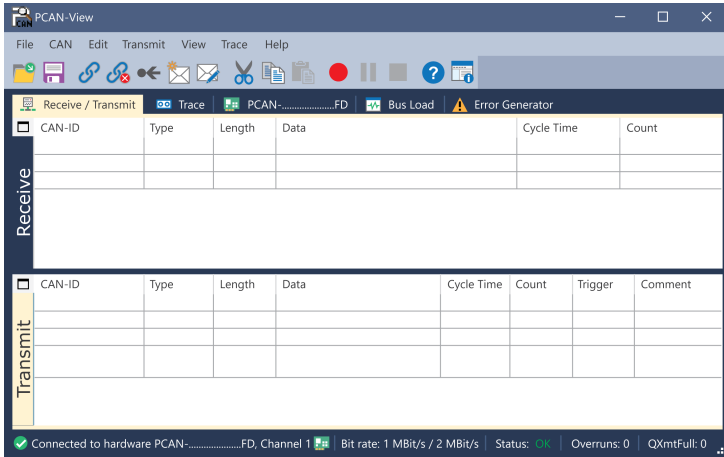 PCAN-View
File CAN Edit Transmit View Trace Help
Receive / Transmit Trace PCAN-.....................FD Bus Load Error Generator
CAN-ID Type Length Data Cycle Time Count
Receive
CAN-ID Type Length Data Cycle Time Count Trigger Comment
Transmit
Connected to hardware PCAN-.....................FD, Channel 1 Bit rate: 1 MBit/s / 2 MBit/s Status: OK Overruns: 0 QXmtFull: 0